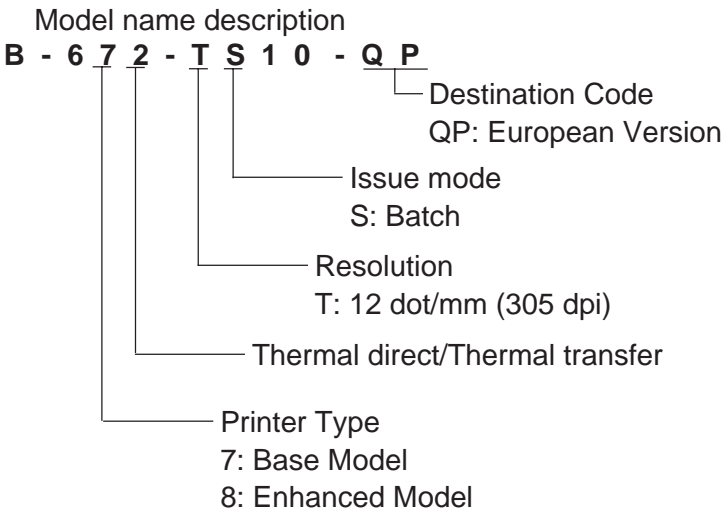 Model name description
B - 6 7 2 - T S 1 0 - Q P
Destination Code
QP: European Version
Issue mode
S: Batch
Resolution
T: 12 dot/mm (305 dpi)
Thermal direct/Thermal transfer
Printer Type
7: Base Model
8: Enhanced Model